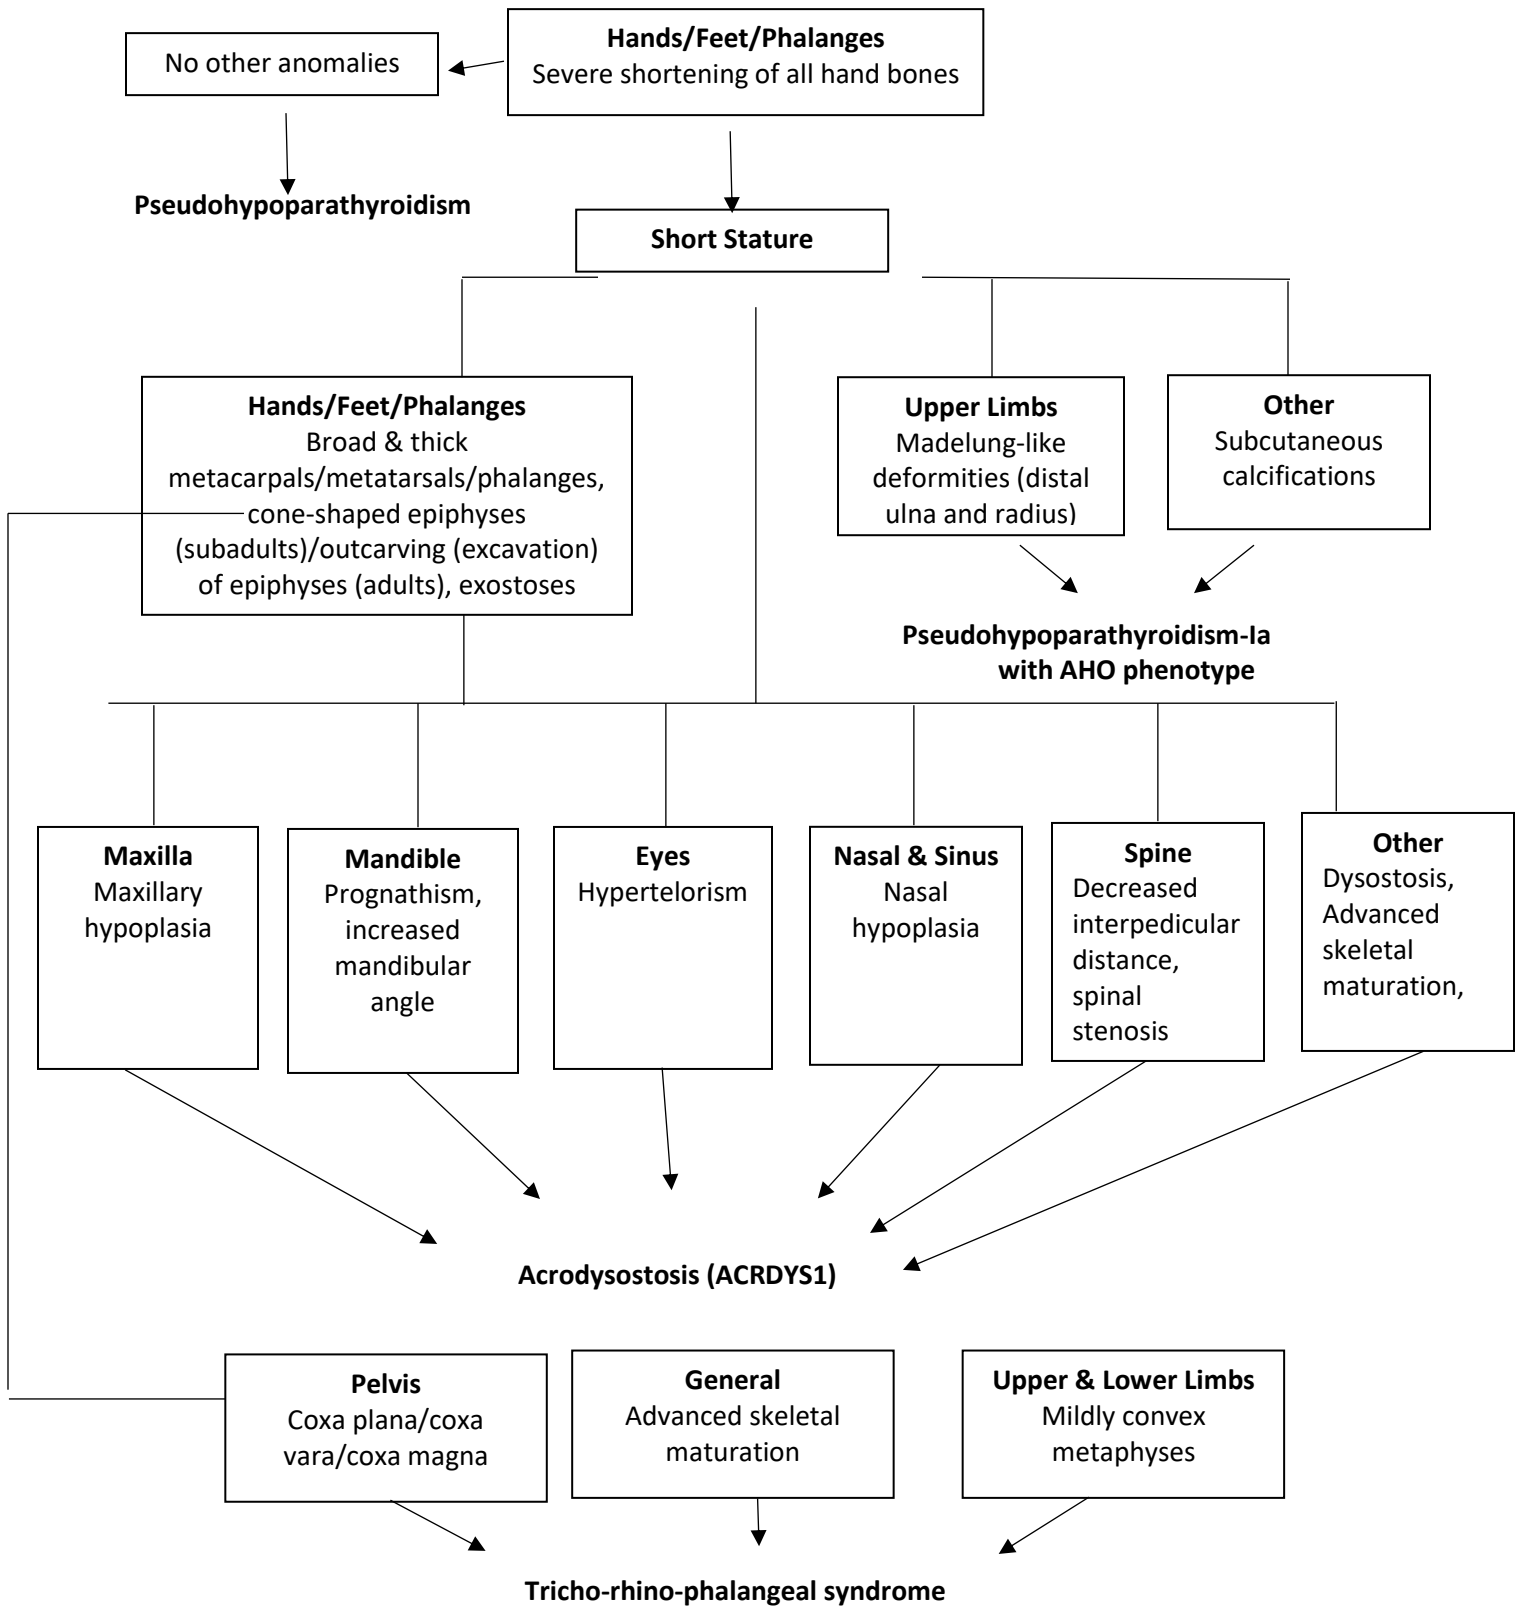 No other anomalies
Hands/Feet/Phalanges
Severe shortening of all hand bones
Pseudohypoparathyroidism
Short Stature
Hands/Feet/Phalanges
Broad & thick
metacarpals/metatarsals/phalanges,
cone-shaped epiphyses
(subadults)/outcarving (excavation)
of epiphyses (adults), exostoses
Upper Limbs
Madelung-like
deformities (distal
ulna and radius)
Other
Subcutaneous
calcifications
Pseudohypoparathyroidism-Ia
with AHO phenotype
Maxilla
Maxillary
hypoplasia
Mandible
Prognathism,
increased
mandibular
angle
Eyes
Hypertelorism
Nasal & Sinus
Nasal
hypoplasia
Spine
Decreased
interpedicular
distance,
spinal
stenosis
Other
Dysostosis,
Advanced
skeletal
maturation,
Acrodysostosis (ACRDYS1)
Pelvis
Coxa plana/coxa
vara/coxa magna
General
Advanced skeletal
maturation
Upper & Lower Limbs
Mildly convex
metaphyses
Tricho-rhino-phalangeal syndrome